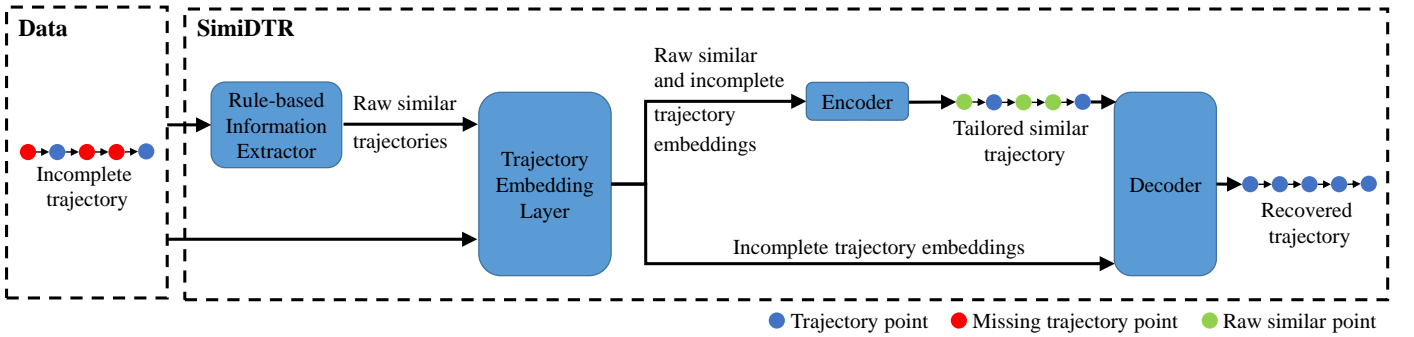 Data
SimiDTR
Incomplete
trajectory
Rule-based
Information
Extractor
Raw similar
trajectories
Trajectory
Embedding
Layer
Raw similar
and incomplete
trajectory
embeddings
Encoder
Tailored similar
trajectory
Incomplete trajectory embeddings
Decoder
Recovered
trajectory
Trajectory point
Missing trajectory point
Raw similar point